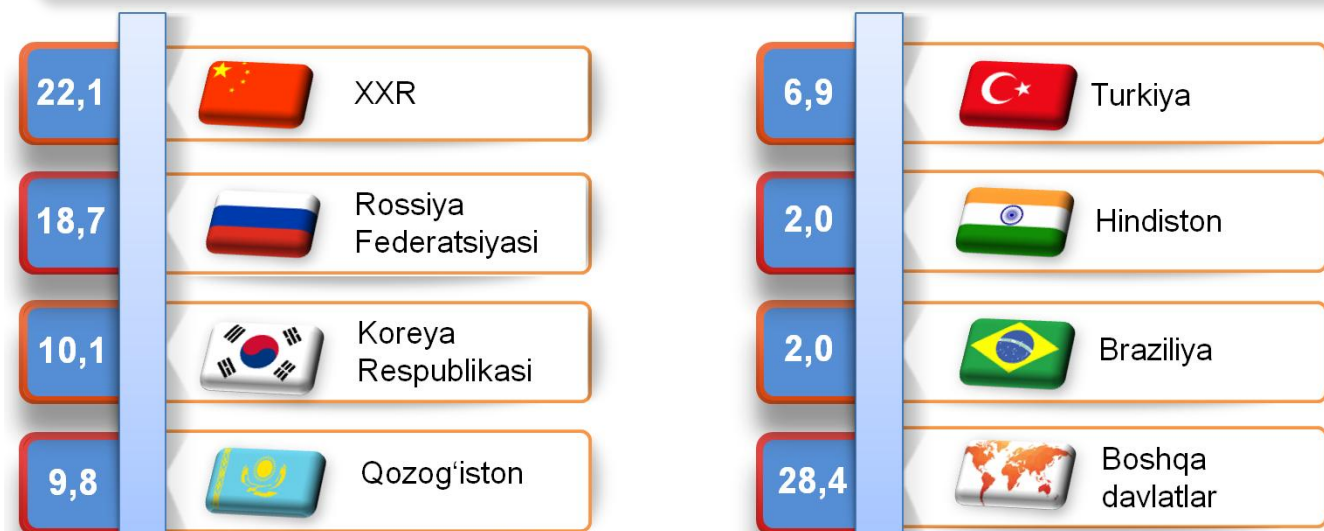 22,1
XXR
18,7
Rossiya
Federatsiyasi
10,1
Koreya
Respublikasi
9,8
Qozog‘iston
6,9
Turkiya
2,0
Hindiston
2,0
Braziliya
28,4
Boshqa
davlatlar